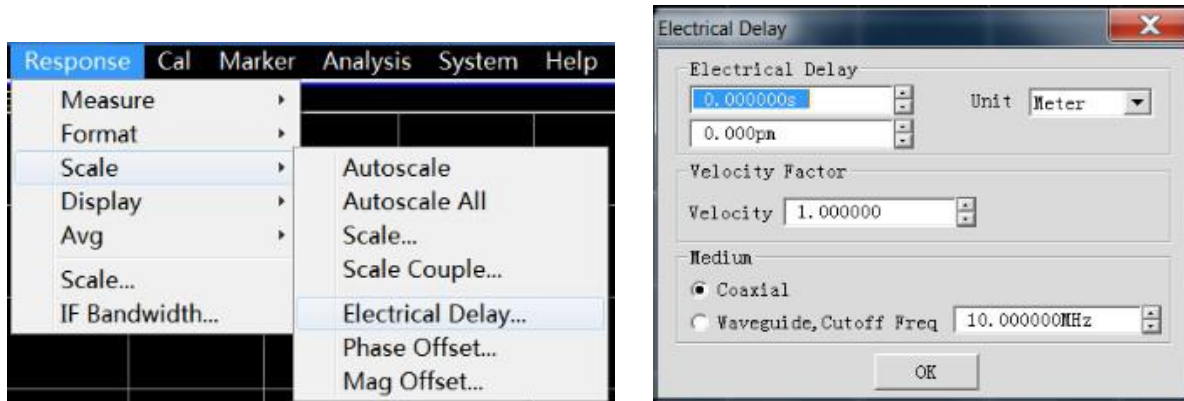 Response Cal Marker Analysis System Help
Measure
Format
Scale
Display
Avg
Scale...
IF Bandwidth...
Autoscale
Autoscale All
Scale...
Scale Couple...
Electrical Delay...
Phase Offset...
Mag Offset...
Electrical Delay
Electrical Delay
0.000000s
Unit Meter
0.000pm
Velocity Factor
Velocity 1.000000
Medium
Coaxial
Waveguide,Cutoff Freq 10.000000MHz
OK